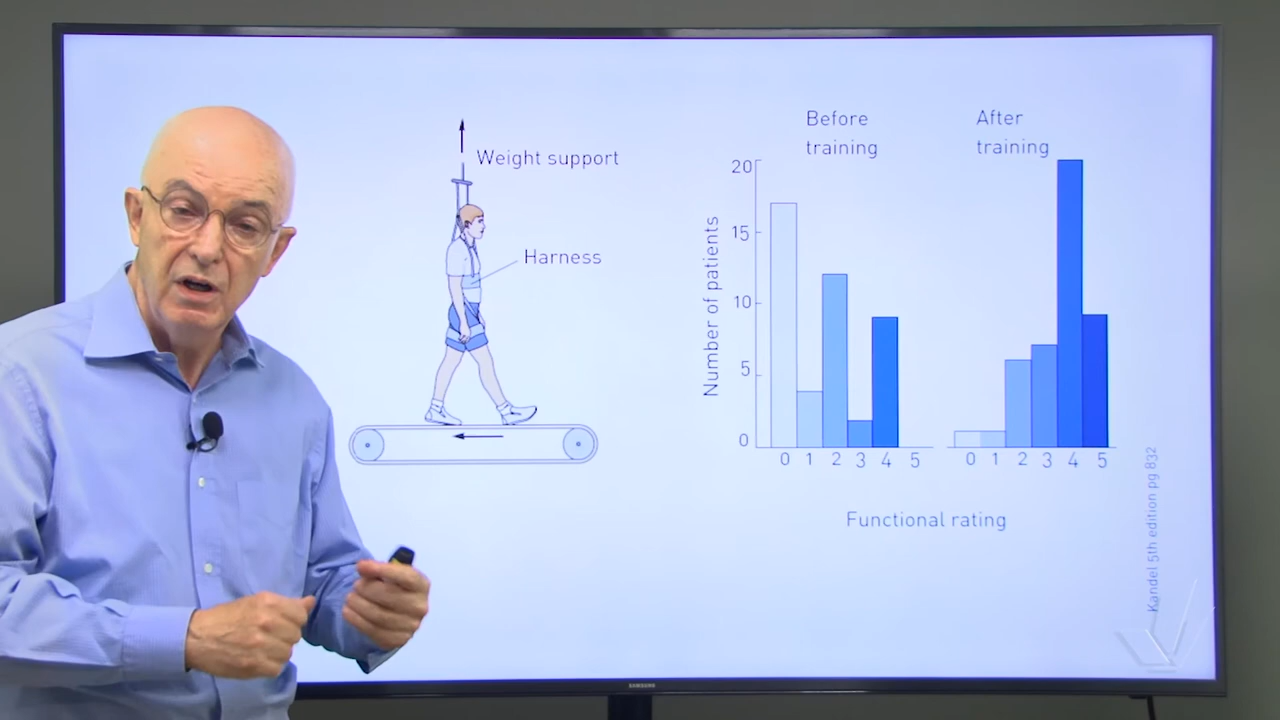 Weight support
Harness
Before
training
After
training
Number of patients
20
15
10
5
0
0 1 2 3 4 5
0 1 2 3 4 5
Functional rating
Kandel 5th edition pg 832
SAMSUNG